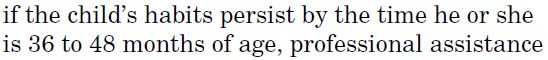 if the child’s habits persist by the time he or she
is 36 to 48 months of age, professional assistance